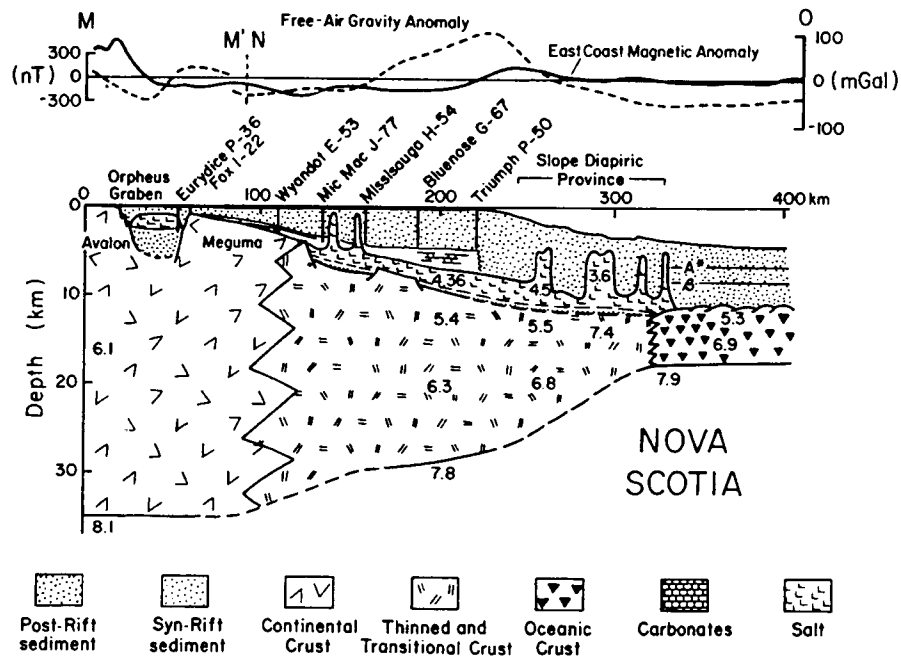 M
Free-Air Gravity Anomaly
O
M' N
East Coast Magnetic Anomaly
300
(nT) 0
-300
100
0 (mGal)
-100
Eurydice P-36
Fox I-22
Wyandot E-53
Mic Mac J-77
Missisauga H-54
Bluenose G-67
Triumph P-50
Orpheus
Graben
Slope Diapiric
Province
0 100 200 300 400 km
0
10
20
30
Depth (km)
Avalon
Meguma
A*
4.36
4.5
3.6
5.4
5.5
7.4
5.3
6.1
6.9
6.3
6.8
7.9
7.8
8.1
NOVA
SCOTIA
Post-Rift
sediment
Syn-Rift
sediment
Continental
Crust
Thinned and
Transitional Crust
Oceanic
Crust
Carbonates
Salt